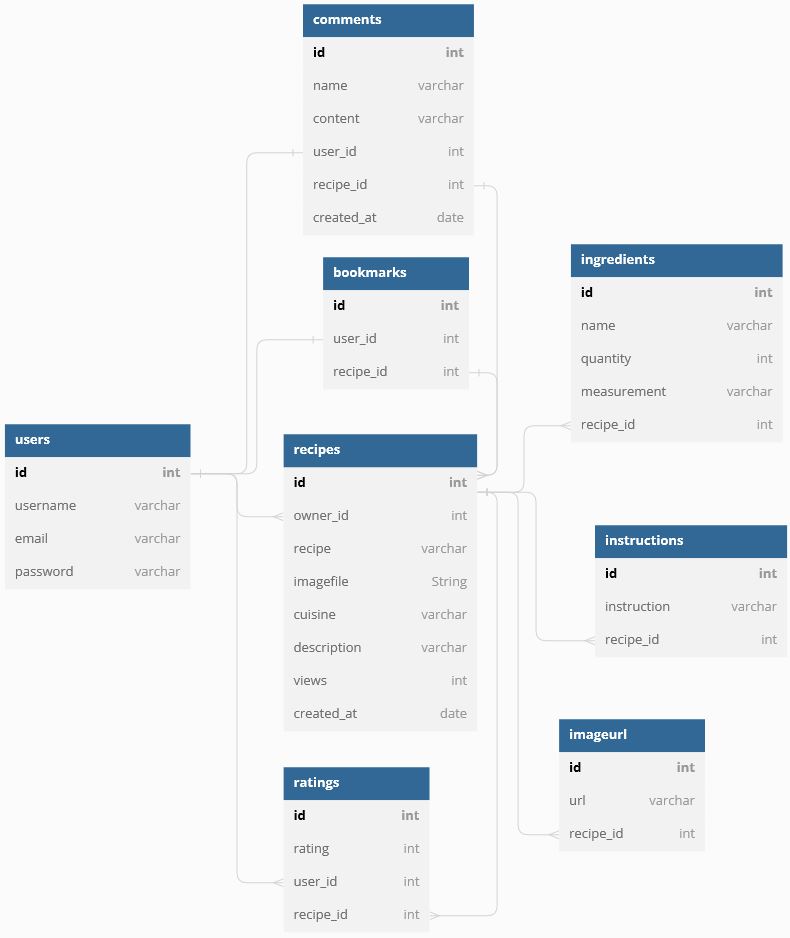 comments
id int
name varchar
content varchar
user_id int
recipe_id int
created_at date
bookmarks
id int
user_id int
recipe_id int
ingredients
id int
name varchar
quantity int
measurement varchar
recipe_id int
users
id int
username varchar
email varchar
password varchar
recipes
id int
owner_id int
recipe varchar
imagefile String
cuisine varchar
description varchar
views int
created_at date
instructions
id int
instruction varchar
recipe_id int
imageurl
id int
url varchar
recipe_id int
ratings
id int
rating int
user_id int
recipe_id int